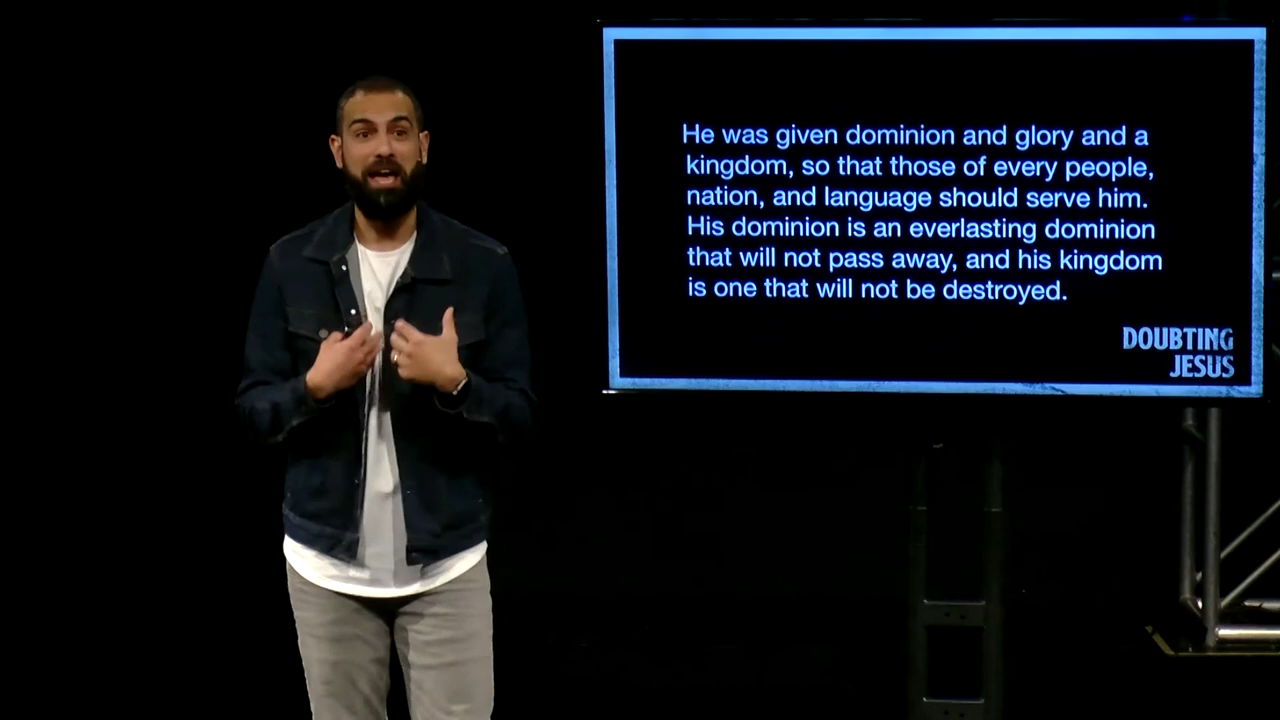 He was given dominion and glory and a
kingdom, so that those of every people,
nation, and language should serve him.
His dominion is an everlasting dominion
that will not pass away, and his kingdom
is one that will not be destroyed.
DOUBTING
JESUS